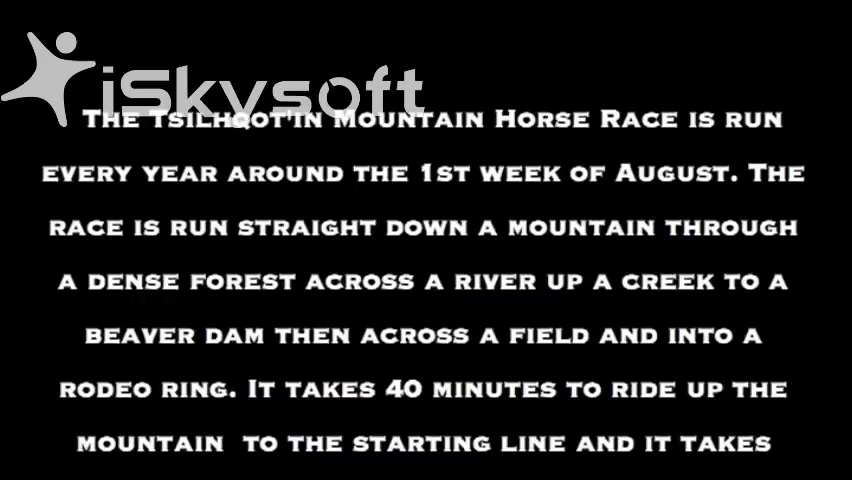 iSkysoft
The Tsilhqot'in Mountain Horse Race is run
every year around the 1st week of August. The
race is run straight down a mountain through
a dense forest across a river up a creek to a
beaver dam then across a field and into a
rodeo ring. It takes 40 minutes to ride up the
mountain to the starting line and it takes